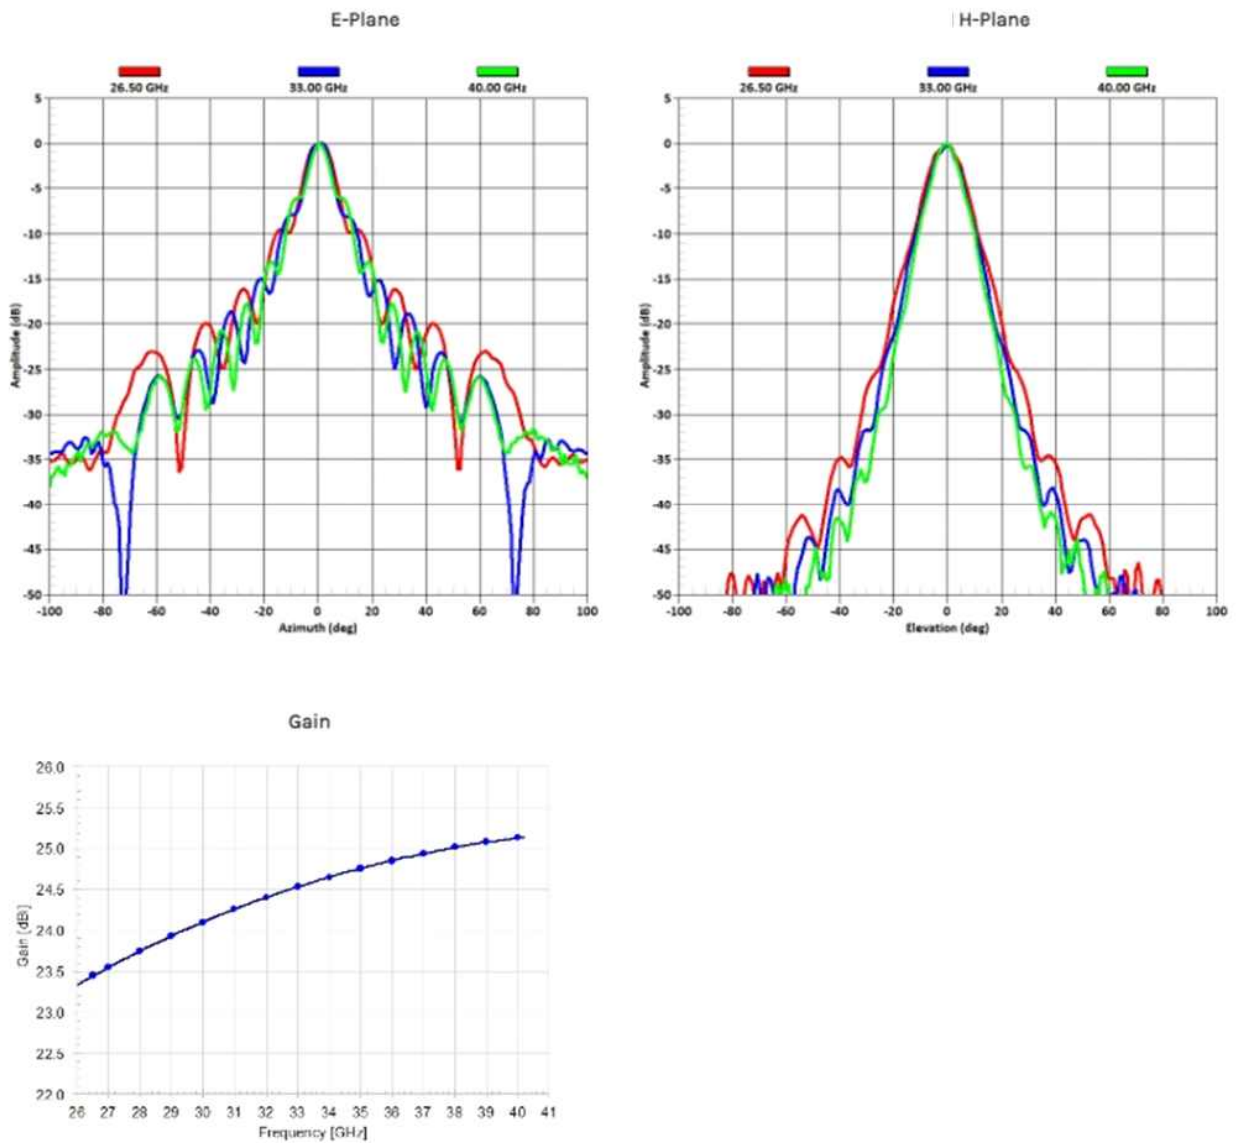 E-Plane
26.50 GHz 33.00 GHz 40.00 GHz
5
0
-5
-10
-15
-20
-25
-30
-35
-40
-45
-50
Amplitude (dB)
-100 -80 -60 -40 -20 0 20 40 60 80 100
Azimuth (deg)
H-Plane
26.50 GHz 33.00 GHz 40.00 GHz
5
0
-5
-10
-15
-20
-25
-30
-35
-40
-45
-50
Amplitude (dB)
-100 -80 -60 -40 -20 0 20 40 60 80 100
Elevation (deg)
Gain
26.0
25.5
25.0
24.5
24.0
23.5
23.0
22.5
22.0
Gain [dBi]
26 27 28 29 30 31 32 33 34 35 36 37 38 39 40 41
Frequency [GHz]